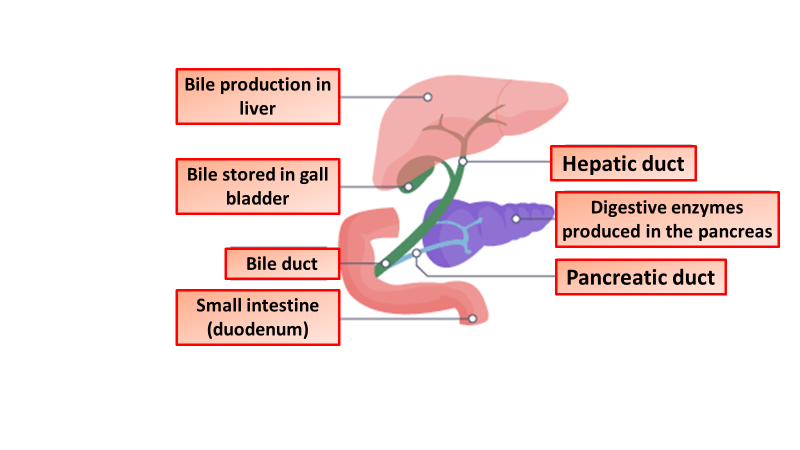 Bile production in
liver
Bile stored in gall
bladder
Bile duct
Small intestine
(duodenum)
Hepatic duct
Digestive enzymes
produced in the pancreas
Pancreatic duct